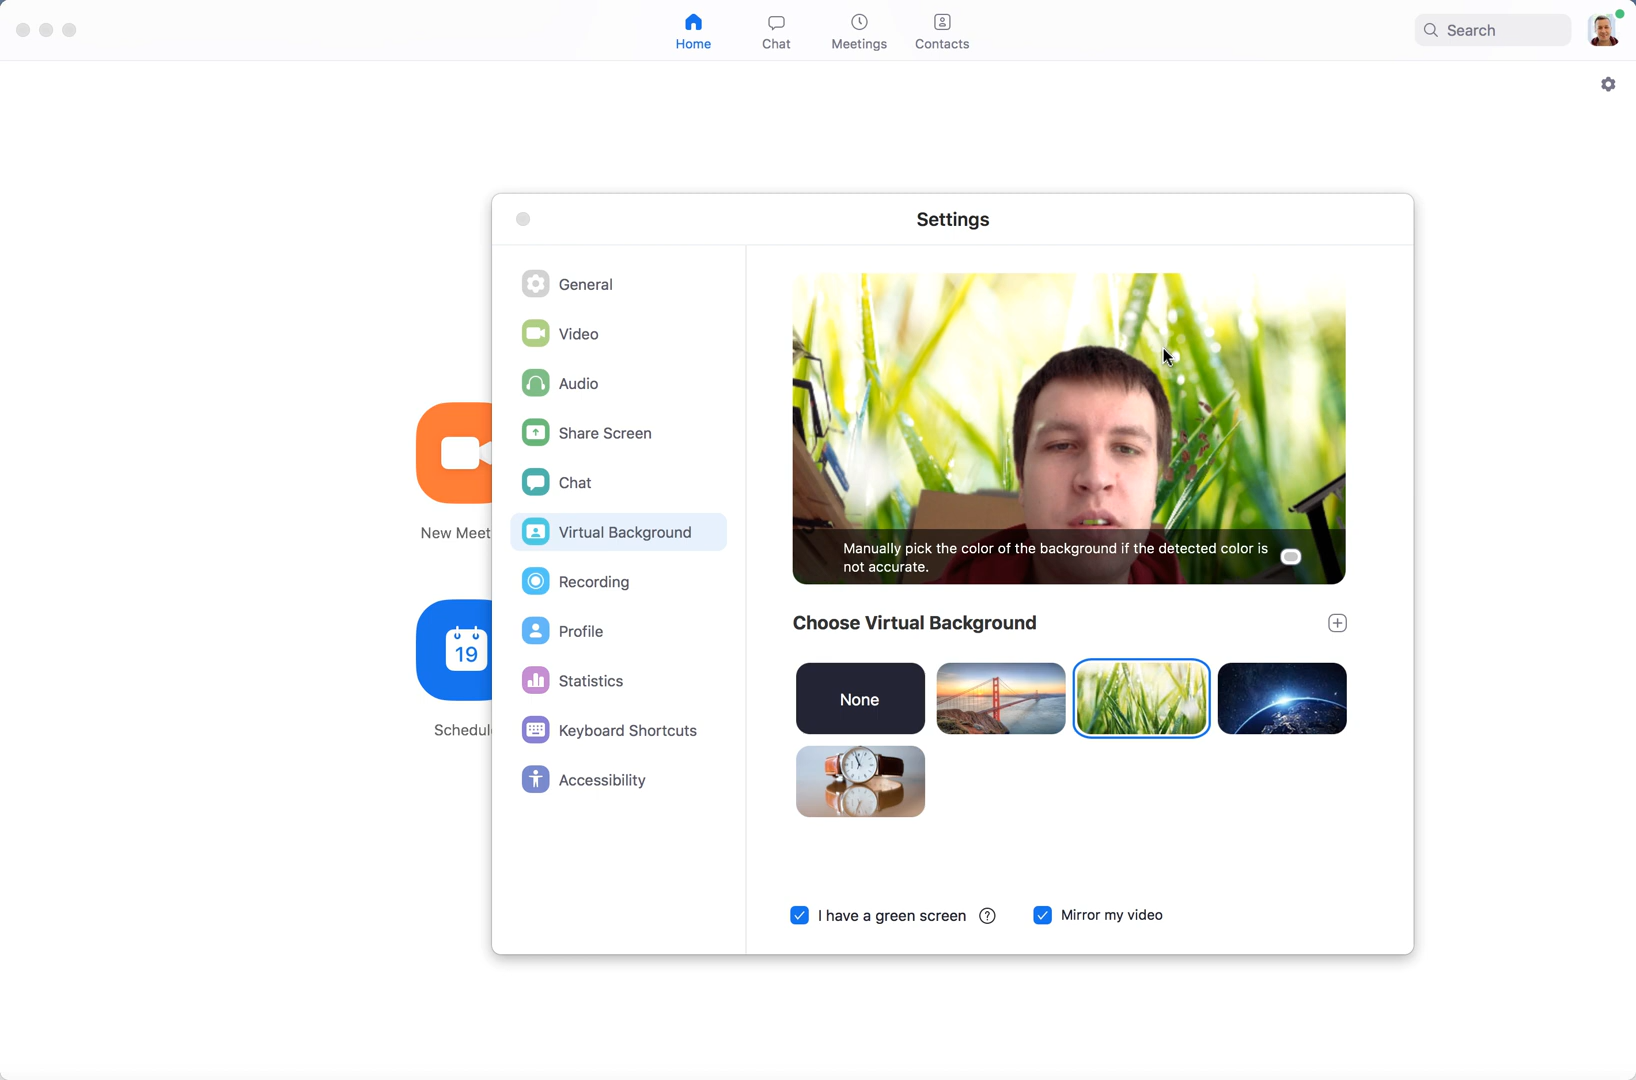 Home
Chat
Meetings
Contacts
Search
Settings
General
Video
Audio
Share Screen
Chat
Virtual Background
Recording
Profile
Statistics
Keyboard Shortcuts
Accessibility
New Meet
19
Schedul
Manually pick the color of the background if the detected color is
not accurate.
Choose Virtual Background
None
I have a green screen
Mirror my video